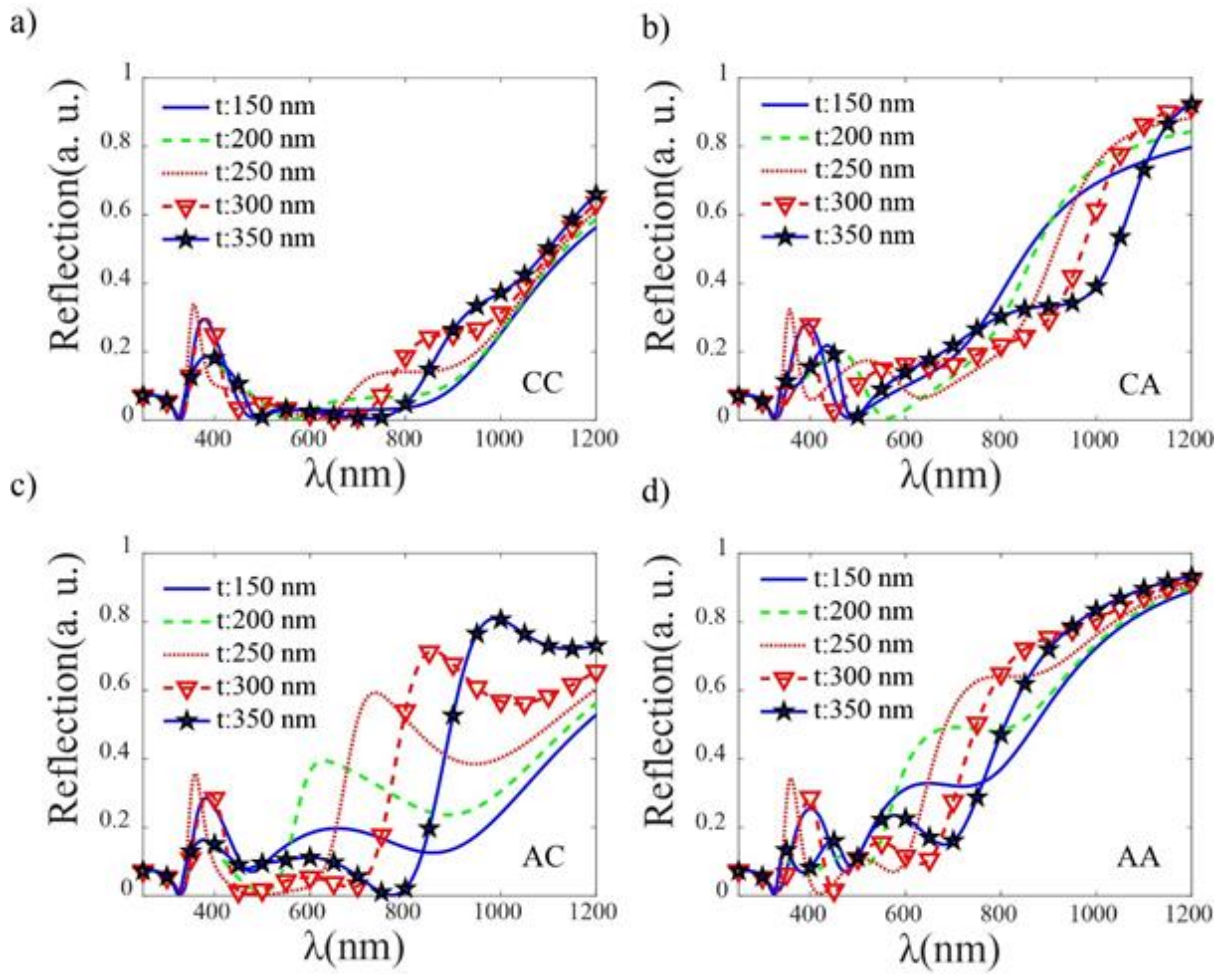 a)
Reflection(a. u.)
1
0.8
0.6
0.4
0.2
0
t:150 nm
t:200 nm
t:250 nm
t:300 nm
t:350 nm
CC
400 600 800 1000 1200
λ(nm)
b)
Reflection(a. u.)
1
0.8
0.6
0.4
0.2
0
t:150 nm
t:200 nm
t:250 nm
t:300 nm
t:350 nm
CA
400 600 800 1000 1200
λ(nm)
c)
Reflection(a. u.)
1
0.8
0.6
0.4
0.2
0
t:150 nm
t:200 nm
t:250 nm
t:300 nm
t:350 nm
AC
400 600 800 1000 1200
λ(nm)
d)
Reflection(a. u.)
1
0.8
0.6
0.4
0.2
0
t:150 nm
t:200 nm
t:250 nm
t:300 nm
t:350 nm
AA
400 600 800 1000 1200
λ(nm)